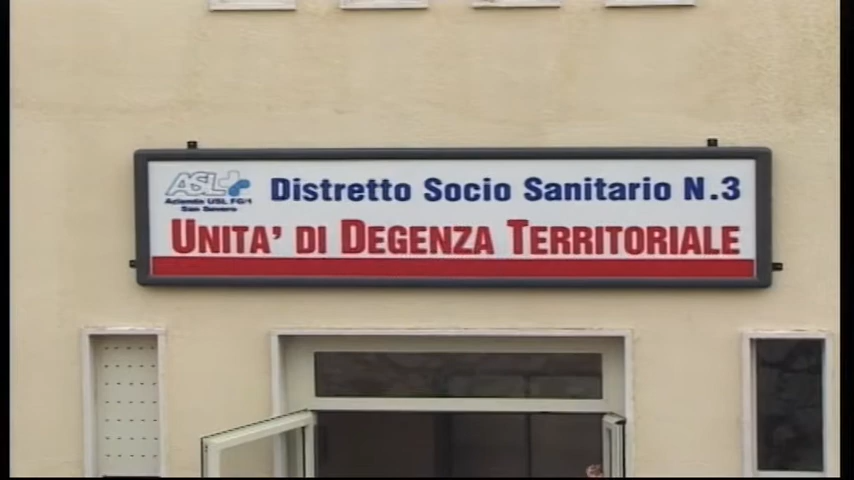 ASL
Azienda USL FG/1
San Severo
Distretto Socio Sanitario N.3
UNITA' DI DEGENZA TERRITORIALE